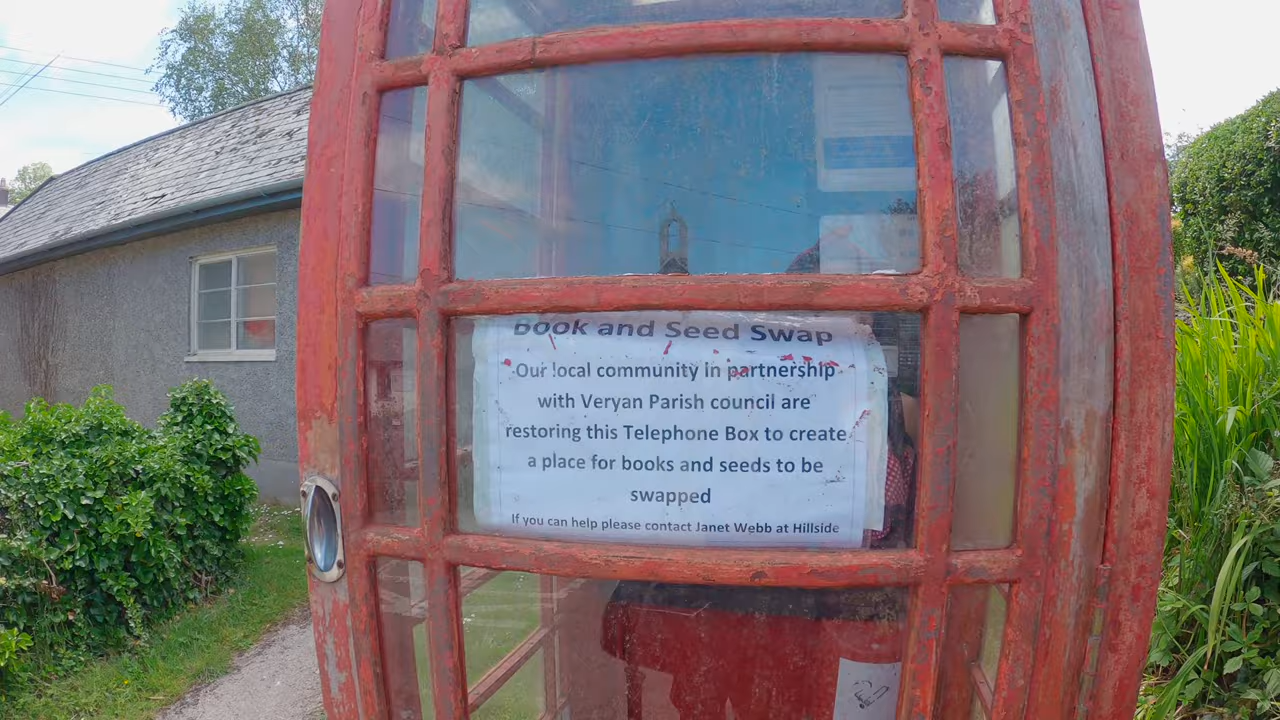 Book and Seed Swap
Our local community in partnership
with Veryan Parish council are
restoring this Telephone Box to create
a place for books and seeds to be
swapped
If you can help please contact Janet Webb at Hillside